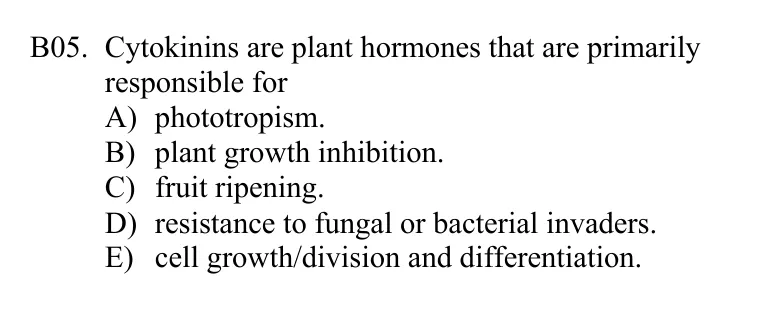 B05. Cytokinins are plant hormones that are primarily
responsible for
A) phototropism.
B) plant growth inhibition.
C) fruit ripening.
D) resistance to fungal or bacterial invaders.
E) cell growth/division and differentiation.